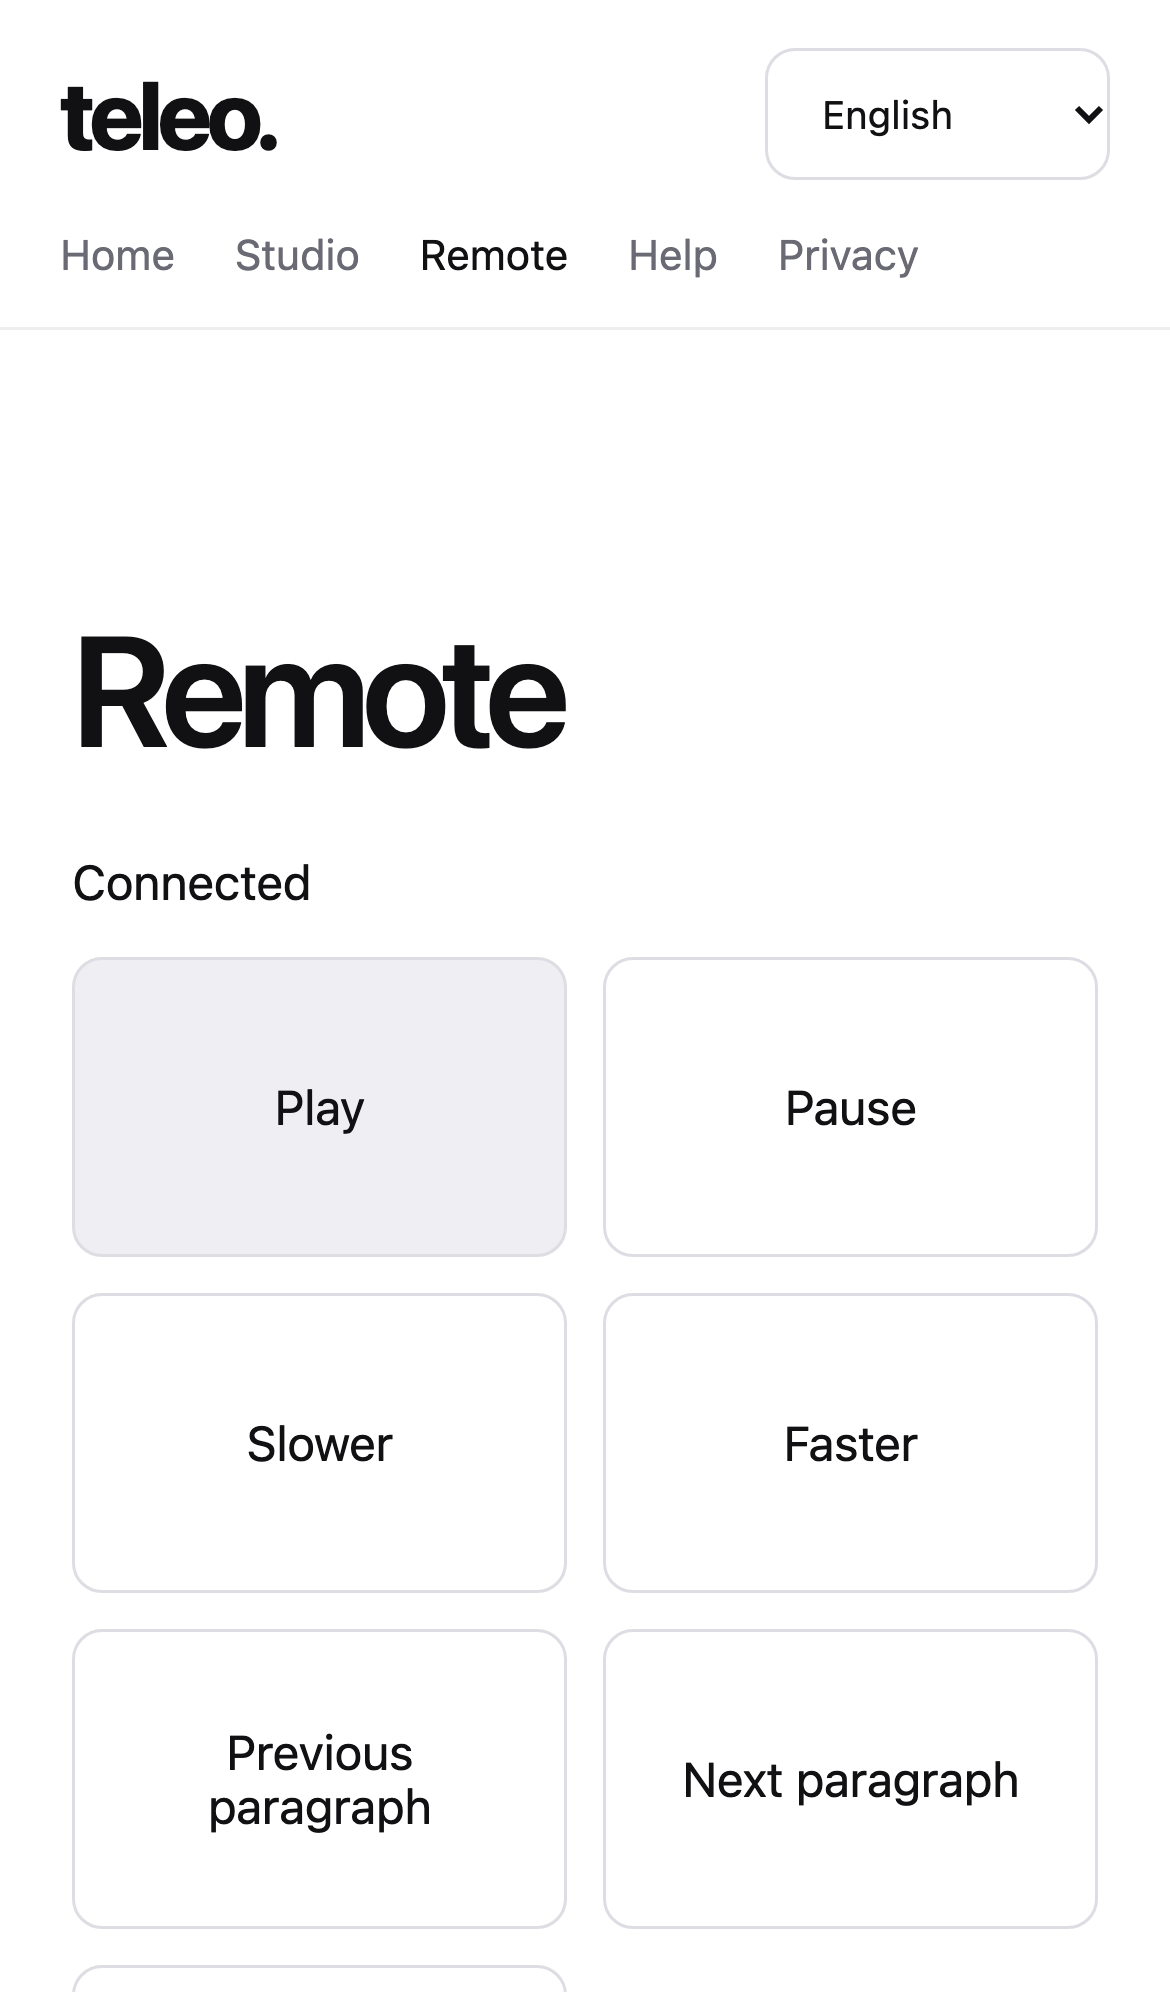 teleo.
English
Home Studio Remote Help Privacy
Remote
Connected
Play
Pause
Slower
Faster
Previous
paragraph
Next paragraph